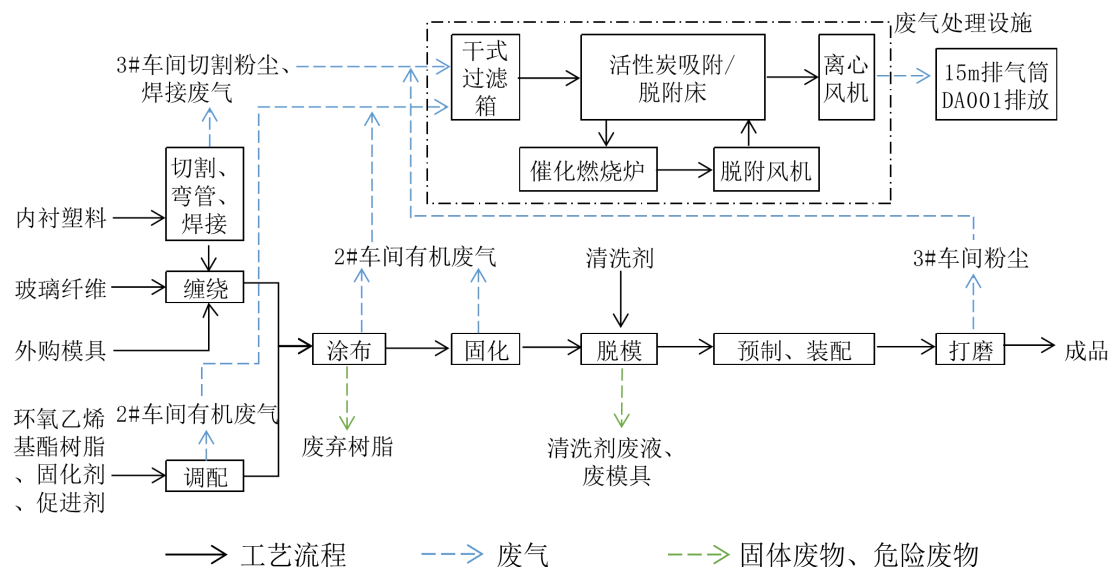 废气处理设施
3#车间切割粉尘、
焊接废气
干式
过滤
箱
活性炭吸附/
脱附床
离心
风机
15m排气筒
DA001排放
催化燃烧炉
脱附风机
切割、
弯管、
焊接
内衬塑料
2#车间有机废气
清洗剂
3#车间粉尘
玻璃纤维
缠绕
外购模具
涂布
固化
脱模
预制、装配
打磨
成品
环氧乙烯
基酯树脂
、固化剂
、促进剂
2#车间有机废气
调配
废弃树脂
清洗剂废液、
废模具
工艺流程
废气
固体废物、危险废物